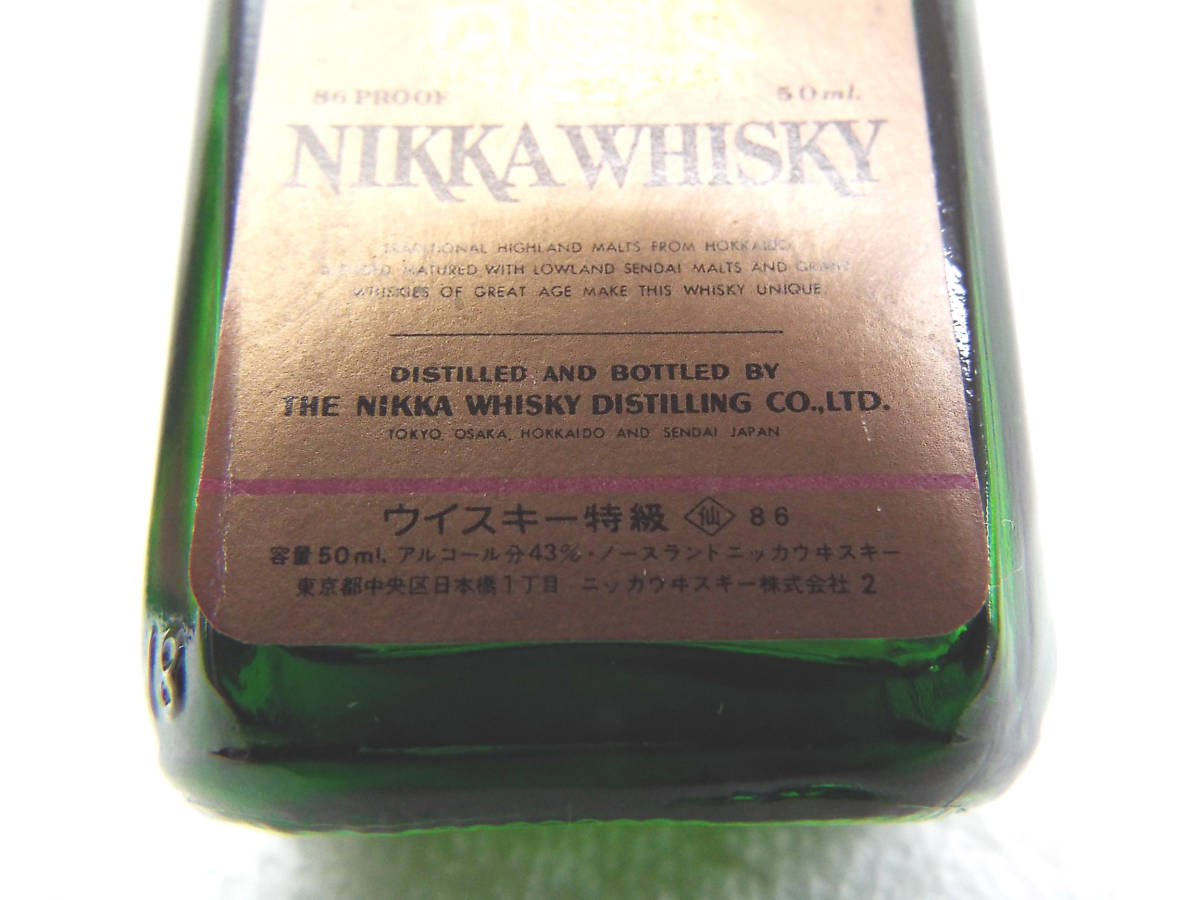 86 PROOF 50 ml.
NIKKA WHISKY
TRADITIONAL HIGHLAND MALTS FROM HOKKAIDO
MATURED WITH LOWLAND SENDAI MALTS AND GRAIN
WHISKIES OF GREAT AGE MAKE THIS WHISKY UNIQUE
DISTILLED AND BOTTLED BY
THE NIKKA WHISKY DISTILLING CO.,LTD.
TOKYO, OSAKA, HOKKAIDO AND SENDAI JAPAN
ウイスキー特級 仙 86
容量50ml, アルコール分43%・ノースランドニッカウヰスキー
東京都中央区日本橋1丁目 ニッカウヰスキー株式会社 2